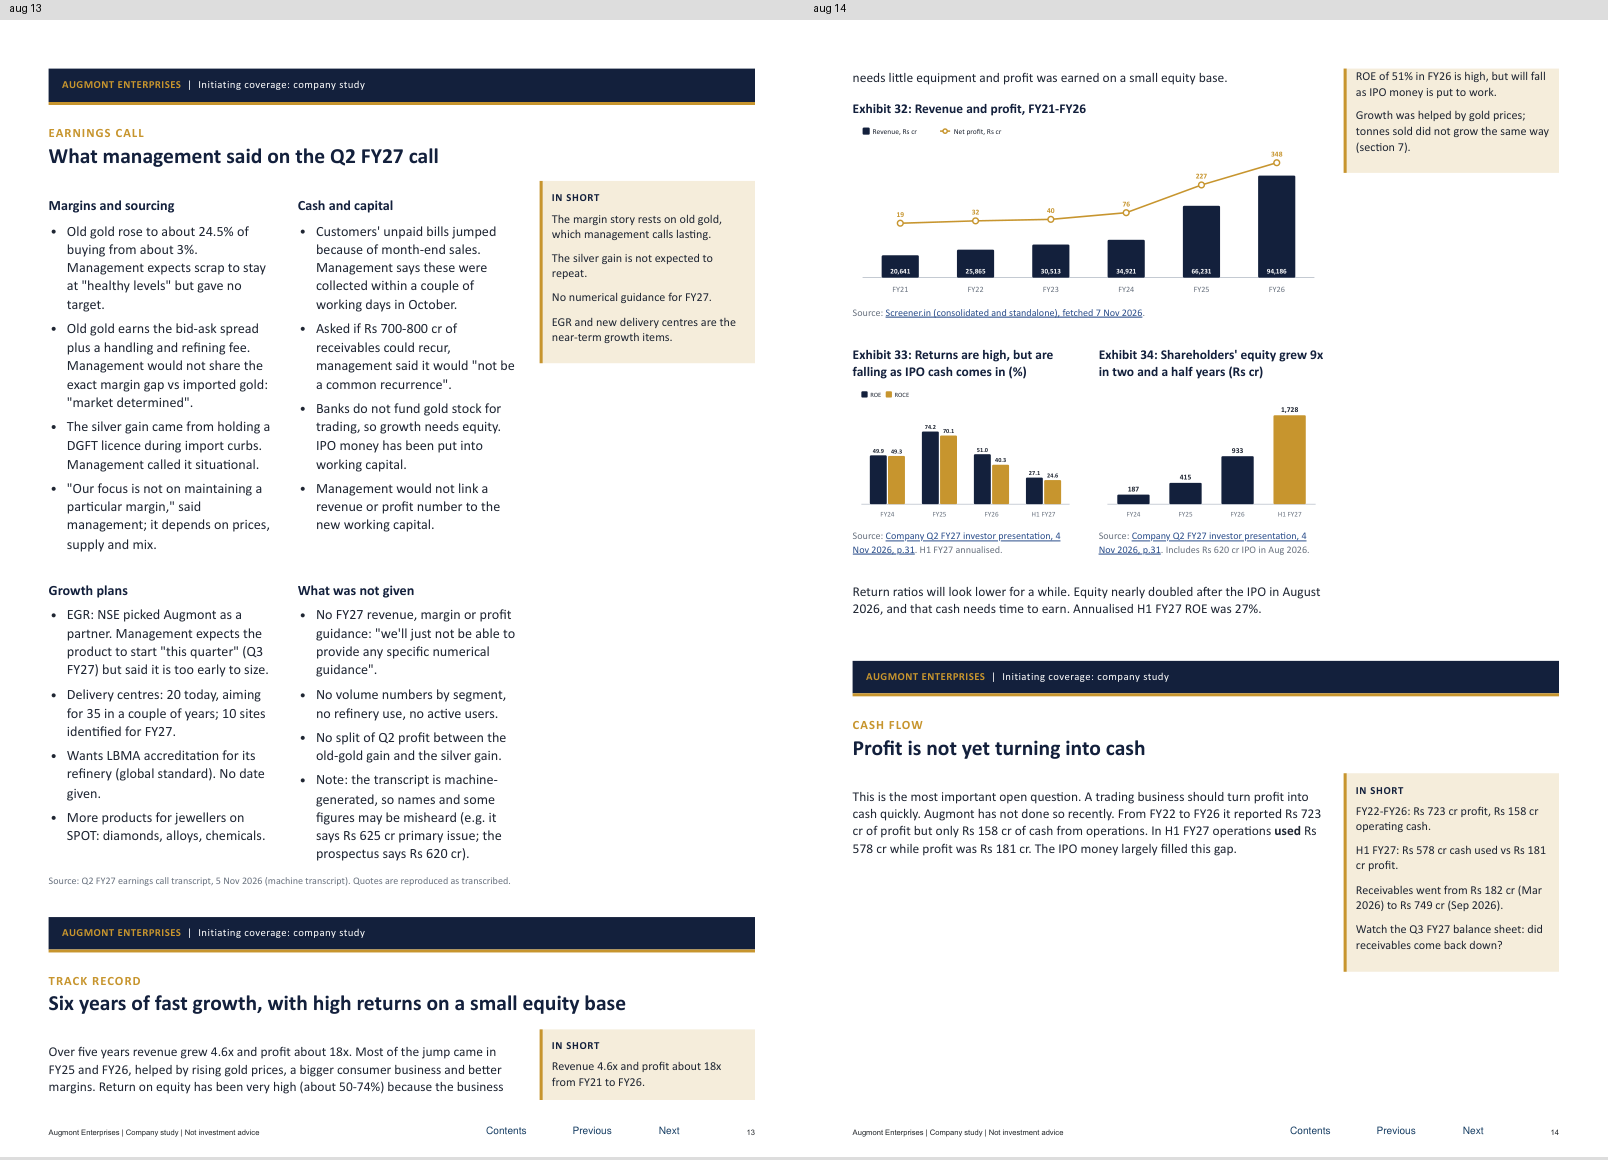 aug 13
AUGMONT ENTERPRISES | Initiating coverage: company study
EARNINGS CALL
What management said on the Q2 FY27 call
Margins and sourcing
• Old gold rose to about 24.5% of
buying from about 3%.
Management expects scrap to stay
at "healthy levels" but gave no
target.
• Old gold earns the bid-ask spread
plus a handling and refining fee.
Management would not share the
exact margin gap vs imported gold:
"market determined".
• The silver gain came from holding a
DGFT licence during import curbs.
Management called it situational.
• "Our focus is not on maintaining a
particular margin," said
management; it depends on prices,
supply and mix.
Cash and capital
• Customers' unpaid bills jumped
because of month-end sales.
Management says these were
collected within a couple of
working days in October.
• Asked if Rs 700-800 cr of
receivables could recur,
management said it would "not be
a common recurrence".
• Banks do not fund gold stock for
trading, so growth needs equity.
IPO money has been put into
working capital.
• Management would not link a
revenue or profit number to the
new working capital.
IN SHORT
The margin story rests on old gold,
which management calls lasting.
The silver gain is not expected to
repeat.
No numerical guidance for FY27.
EGR and new delivery centres are the
near-term growth items.
Growth plans
• EGR: NSE picked Augmont as a
partner. Management expects the
product to start "this quarter" (Q3
FY27) but said it is too early to size.
• Delivery centres: 20 today, aiming
for 35 in a couple of years; 10 sites
identified for FY27.
• Wants LBMA accreditation for its
refinery (global standard). No date
given.
• More products for jewellers on
SPOT: diamonds, alloys, chemicals.
What was not given
• No FY27 revenue, margin or profit
guidance: "we'll just not be able to
provide any specific numerical
guidance".
• No volume numbers by segment,
no refinery use, no active users.
• No split of Q2 profit between the
old-gold gain and the silver gain.
• Note: the transcript is machine-
generated, so names and some
figures may be misheard (e.g. it
says Rs 625 cr primary issue; the
prospectus says Rs 620 cr).
Source: Q2 FY27 earnings call transcript, 5 Nov 2026 (machine transcript). Quotes are reproduced as transcribed.
AUGMONT ENTERPRISES | Initiating coverage: company study
TRACK RECORD
Six years of fast growth, with high returns on a small equity base
Over five years revenue grew 4.6x and profit about 18x. Most of the jump came in
FY25 and FY26, helped by rising gold prices, a bigger consumer business and better
margins. Return on equity has been very high (about 50-74%) because the business
IN SHORT
Revenue 4.6x and profit about 18x
from FY21 to FY26.
Augmont Enterprises | Company study | Not investment advice
Contents Previous Next 13
aug 14
needs little equipment and profit was earned on a small equity base.
Exhibit 32: Revenue and profit, FY21-FY26
Revenue, Rs cr Net profit, Rs cr
19 32 40 76 227 348
20,641 25,865 30,513 34,921 66,231 94,186
FY21 FY22 FY23 FY24 FY25 FY26
Source: Screener.in (consolidated and standalone), fetched 7 Nov 2026.
ROE of 51% in FY26 is high, but will fall
as IPO money is put to work.
Growth was helped by gold prices;
tonnes sold did not grow the same way
(section 7).
Exhibit 33: Returns are high, but are
falling as IPO cash comes in (%)
ROE ROCE
49.9 49.3 74.2 70.1 51.0 40.3 27.1 24.6
FY24 FY25 FY26 H1 FY27
Source: Company Q2 FY27 investor presentation, 4
Nov 2026, p.31. H1 FY27 annualised.
Exhibit 34: Shareholders' equity grew 9x
in two and a half years (Rs cr)
187 415 933 1,728
FY24 FY25 FY26 H1 FY27
Source: Company Q2 FY27 investor presentation, 4
Nov 2026, p.31. Includes Rs 620 cr IPO in Aug 2026.
Return ratios will look lower for a while. Equity nearly doubled after the IPO in August
2026, and that cash needs time to earn. Annualised H1 FY27 ROE was 27%.
AUGMONT ENTERPRISES | Initiating coverage: company study
CASH FLOW
Profit is not yet turning into cash
This is the most important open question. A trading business should turn profit into
cash quickly. Augmont has not done so recently. From FY22 to FY26 it reported Rs 723
cr of profit but only Rs 158 cr of cash from operations. In H1 FY27 operations used Rs
578 cr while profit was Rs 181 cr. The IPO money largely filled this gap.
IN SHORT
FY22-FY26: Rs 723 cr profit, Rs 158 cr
operating cash.
H1 FY27: Rs 578 cr cash used vs Rs 181
cr profit.
Receivables went from Rs 182 cr (Mar
2026) to Rs 749 cr (Sep 2026).
Watch the Q3 FY27 balance sheet: did
receivables come back down?
Augmont Enterprises | Company study | Not investment advice
Contents Previous Next 14